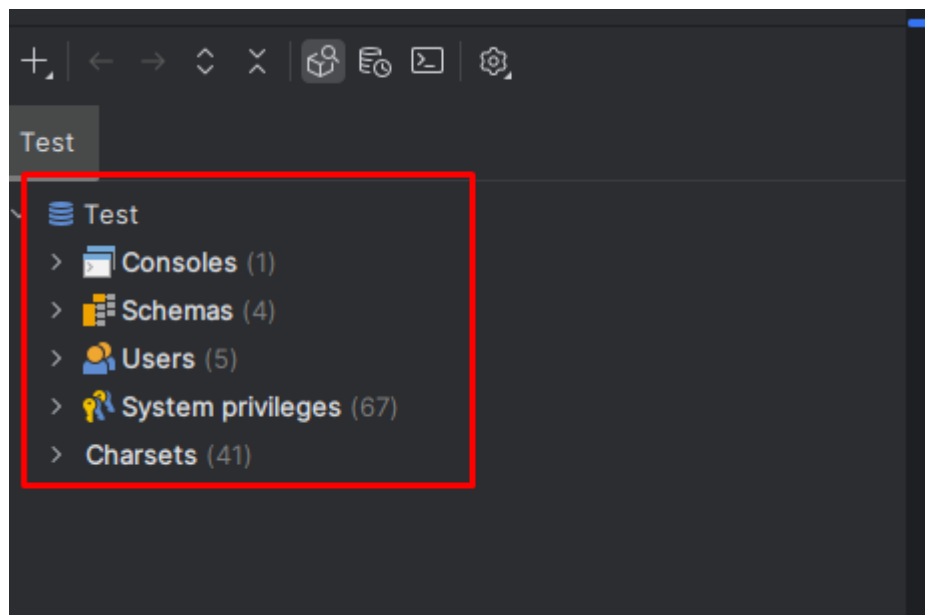 Test
Test
Consoles (1)
Schemas (4)
Users (5)
System privileges (67)
Charsets (41)